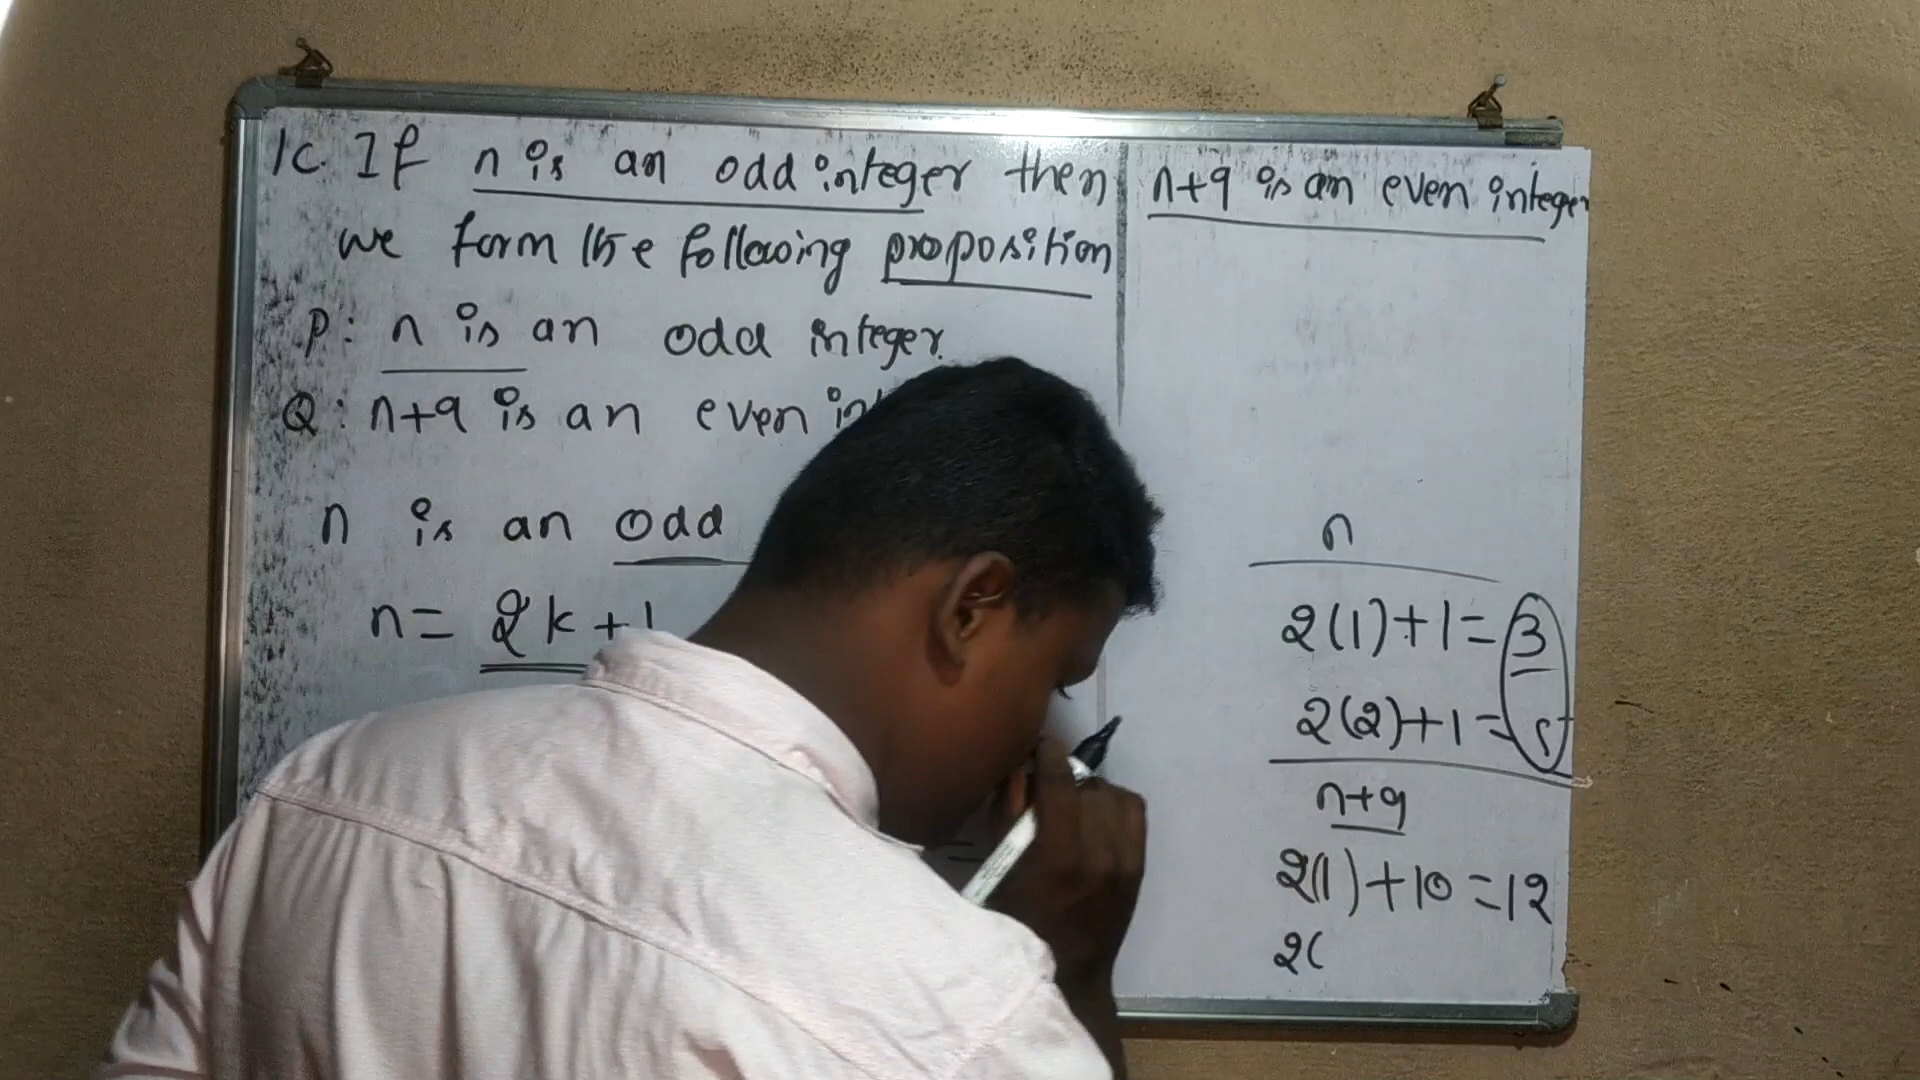 1c. If n is an odd integer then n+9 is an even integer
we form the following proposition
P: n is an odd integer.
Q: n+9 is an even
n is an odd
n= 2k+1
n
2(1)+1=3
2(2)+1=5
n+9
2(1)+10=12
2(